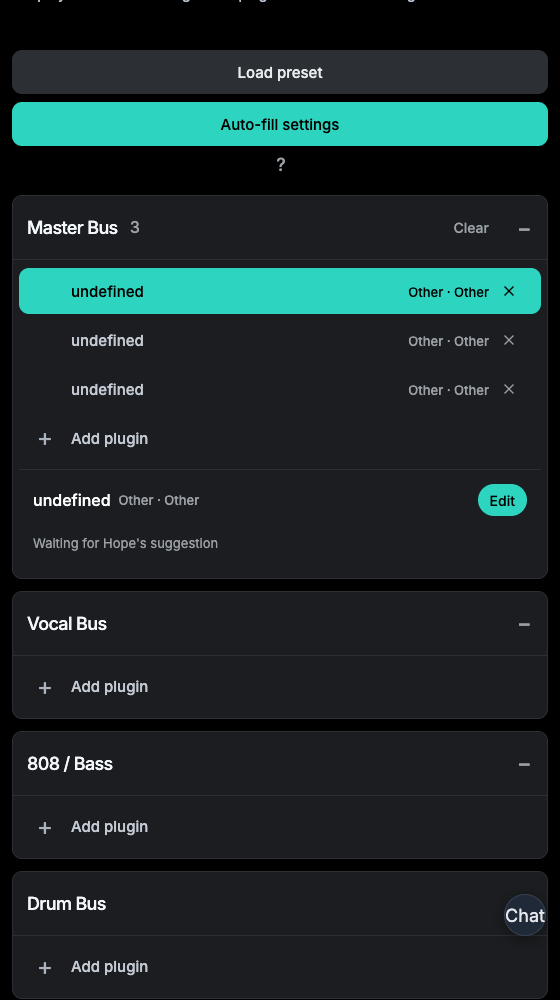 Load preset
Auto-fill settings
?
Master Bus 3 Clear −
undefined Other · Other ×
undefined Other · Other ×
undefined Other · Other ×
+ Add plugin
undefined Other · Other Edit
Waiting for Hope's suggestion
Vocal Bus −
+ Add plugin
808 / Bass −
+ Add plugin
Drum Bus
Chat
+ Add plugin